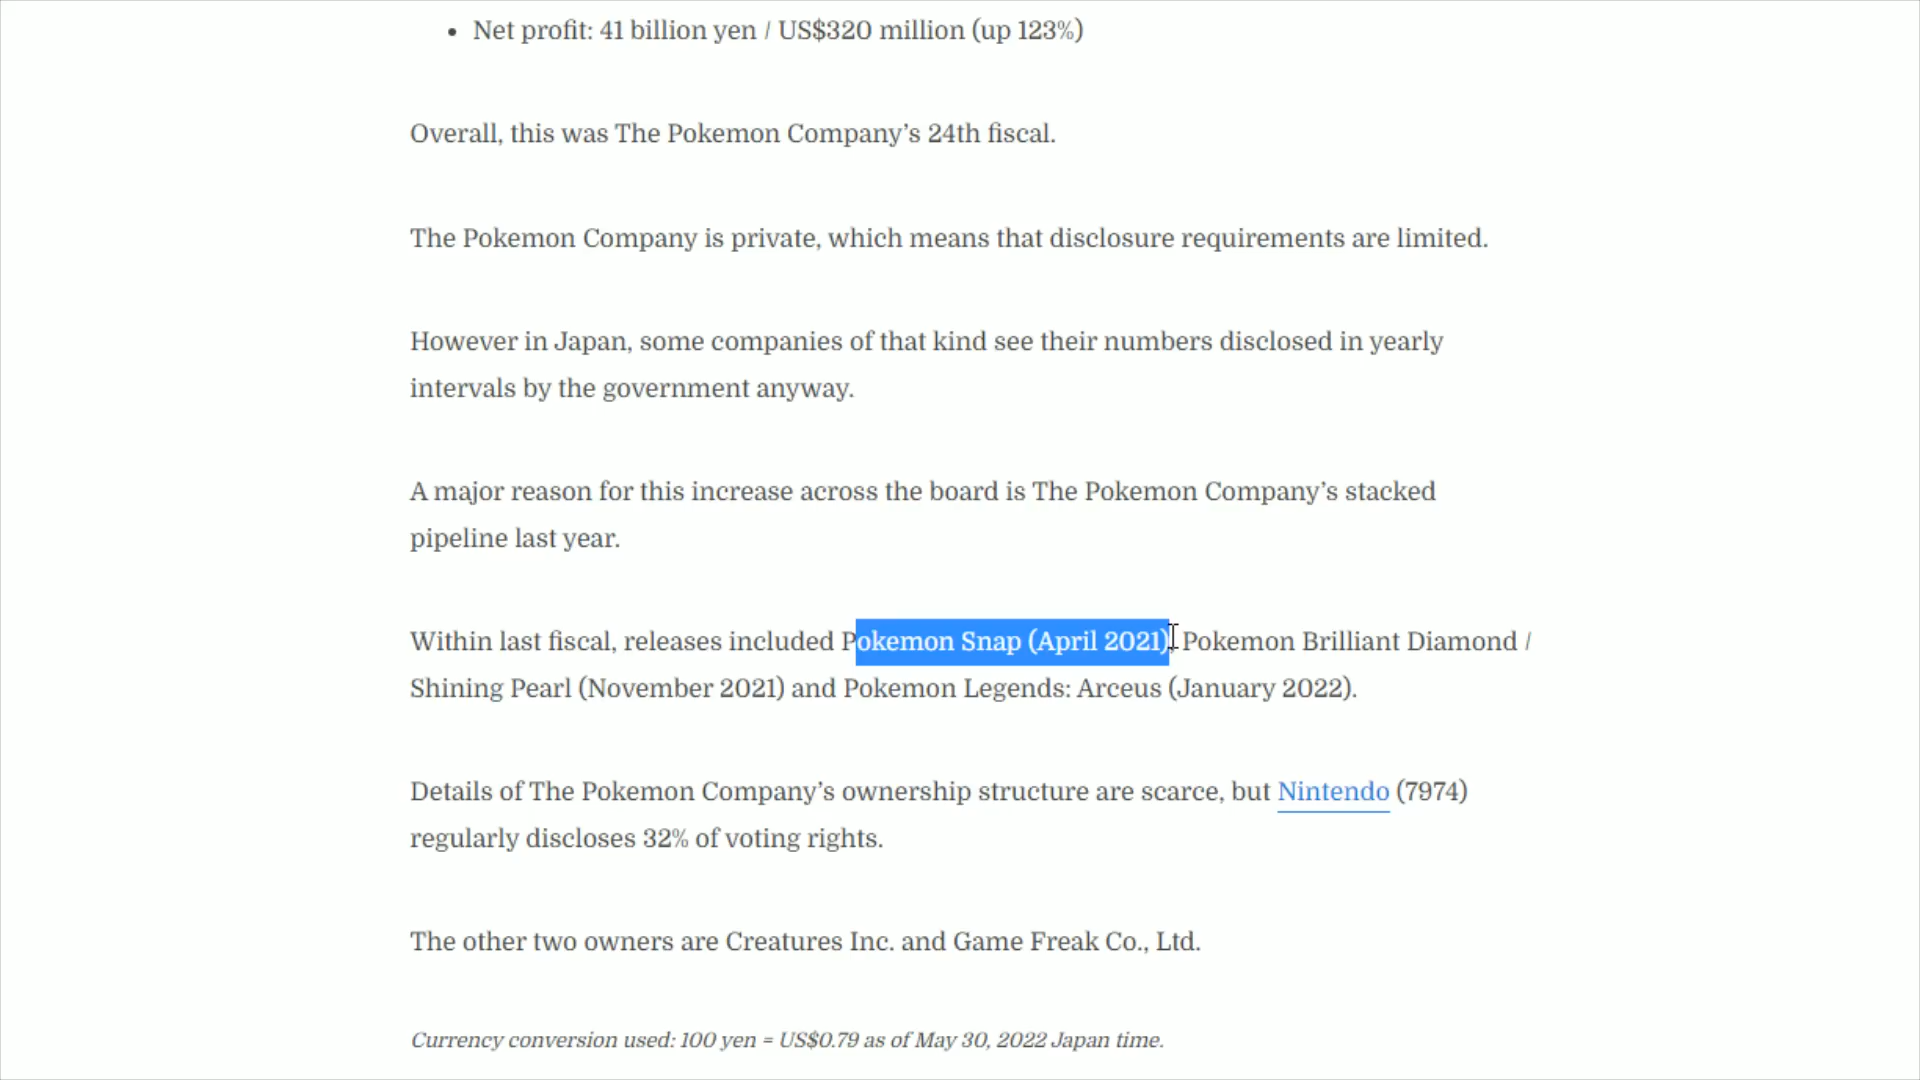 • Net profit: 41 billion yen / US$320 million (up 123%)
Overall, this was The Pokemon Company’s 24th fiscal.
The Pokemon Company is private, which means that disclosure requirements are limited.
However in Japan, some companies of that kind see their numbers disclosed in yearly
intervals by the government anyway.
A major reason for this increase across the board is The Pokemon Company’s stacked
pipeline last year.
Within last fiscal, releases included Pokemon Snap (April 2021), Pokemon Brilliant Diamond /
Shining Pearl (November 2021) and Pokemon Legends: Arceus (January 2022).
Details of The Pokemon Company’s ownership structure are scarce, but Nintendo (7974)
regularly discloses 32% of voting rights.
The other two owners are Creatures Inc. and Game Freak Co., Ltd.
Currency conversion used: 100 yen = US$0.79 as of May 30, 2022 Japan time.